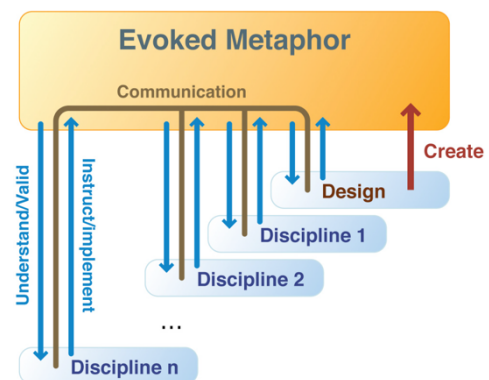 Evoked Metaphor
Communication
Create
Understand/Valid
Instruct/implement
Design
Discipline 1
Discipline 2
...
Discipline n